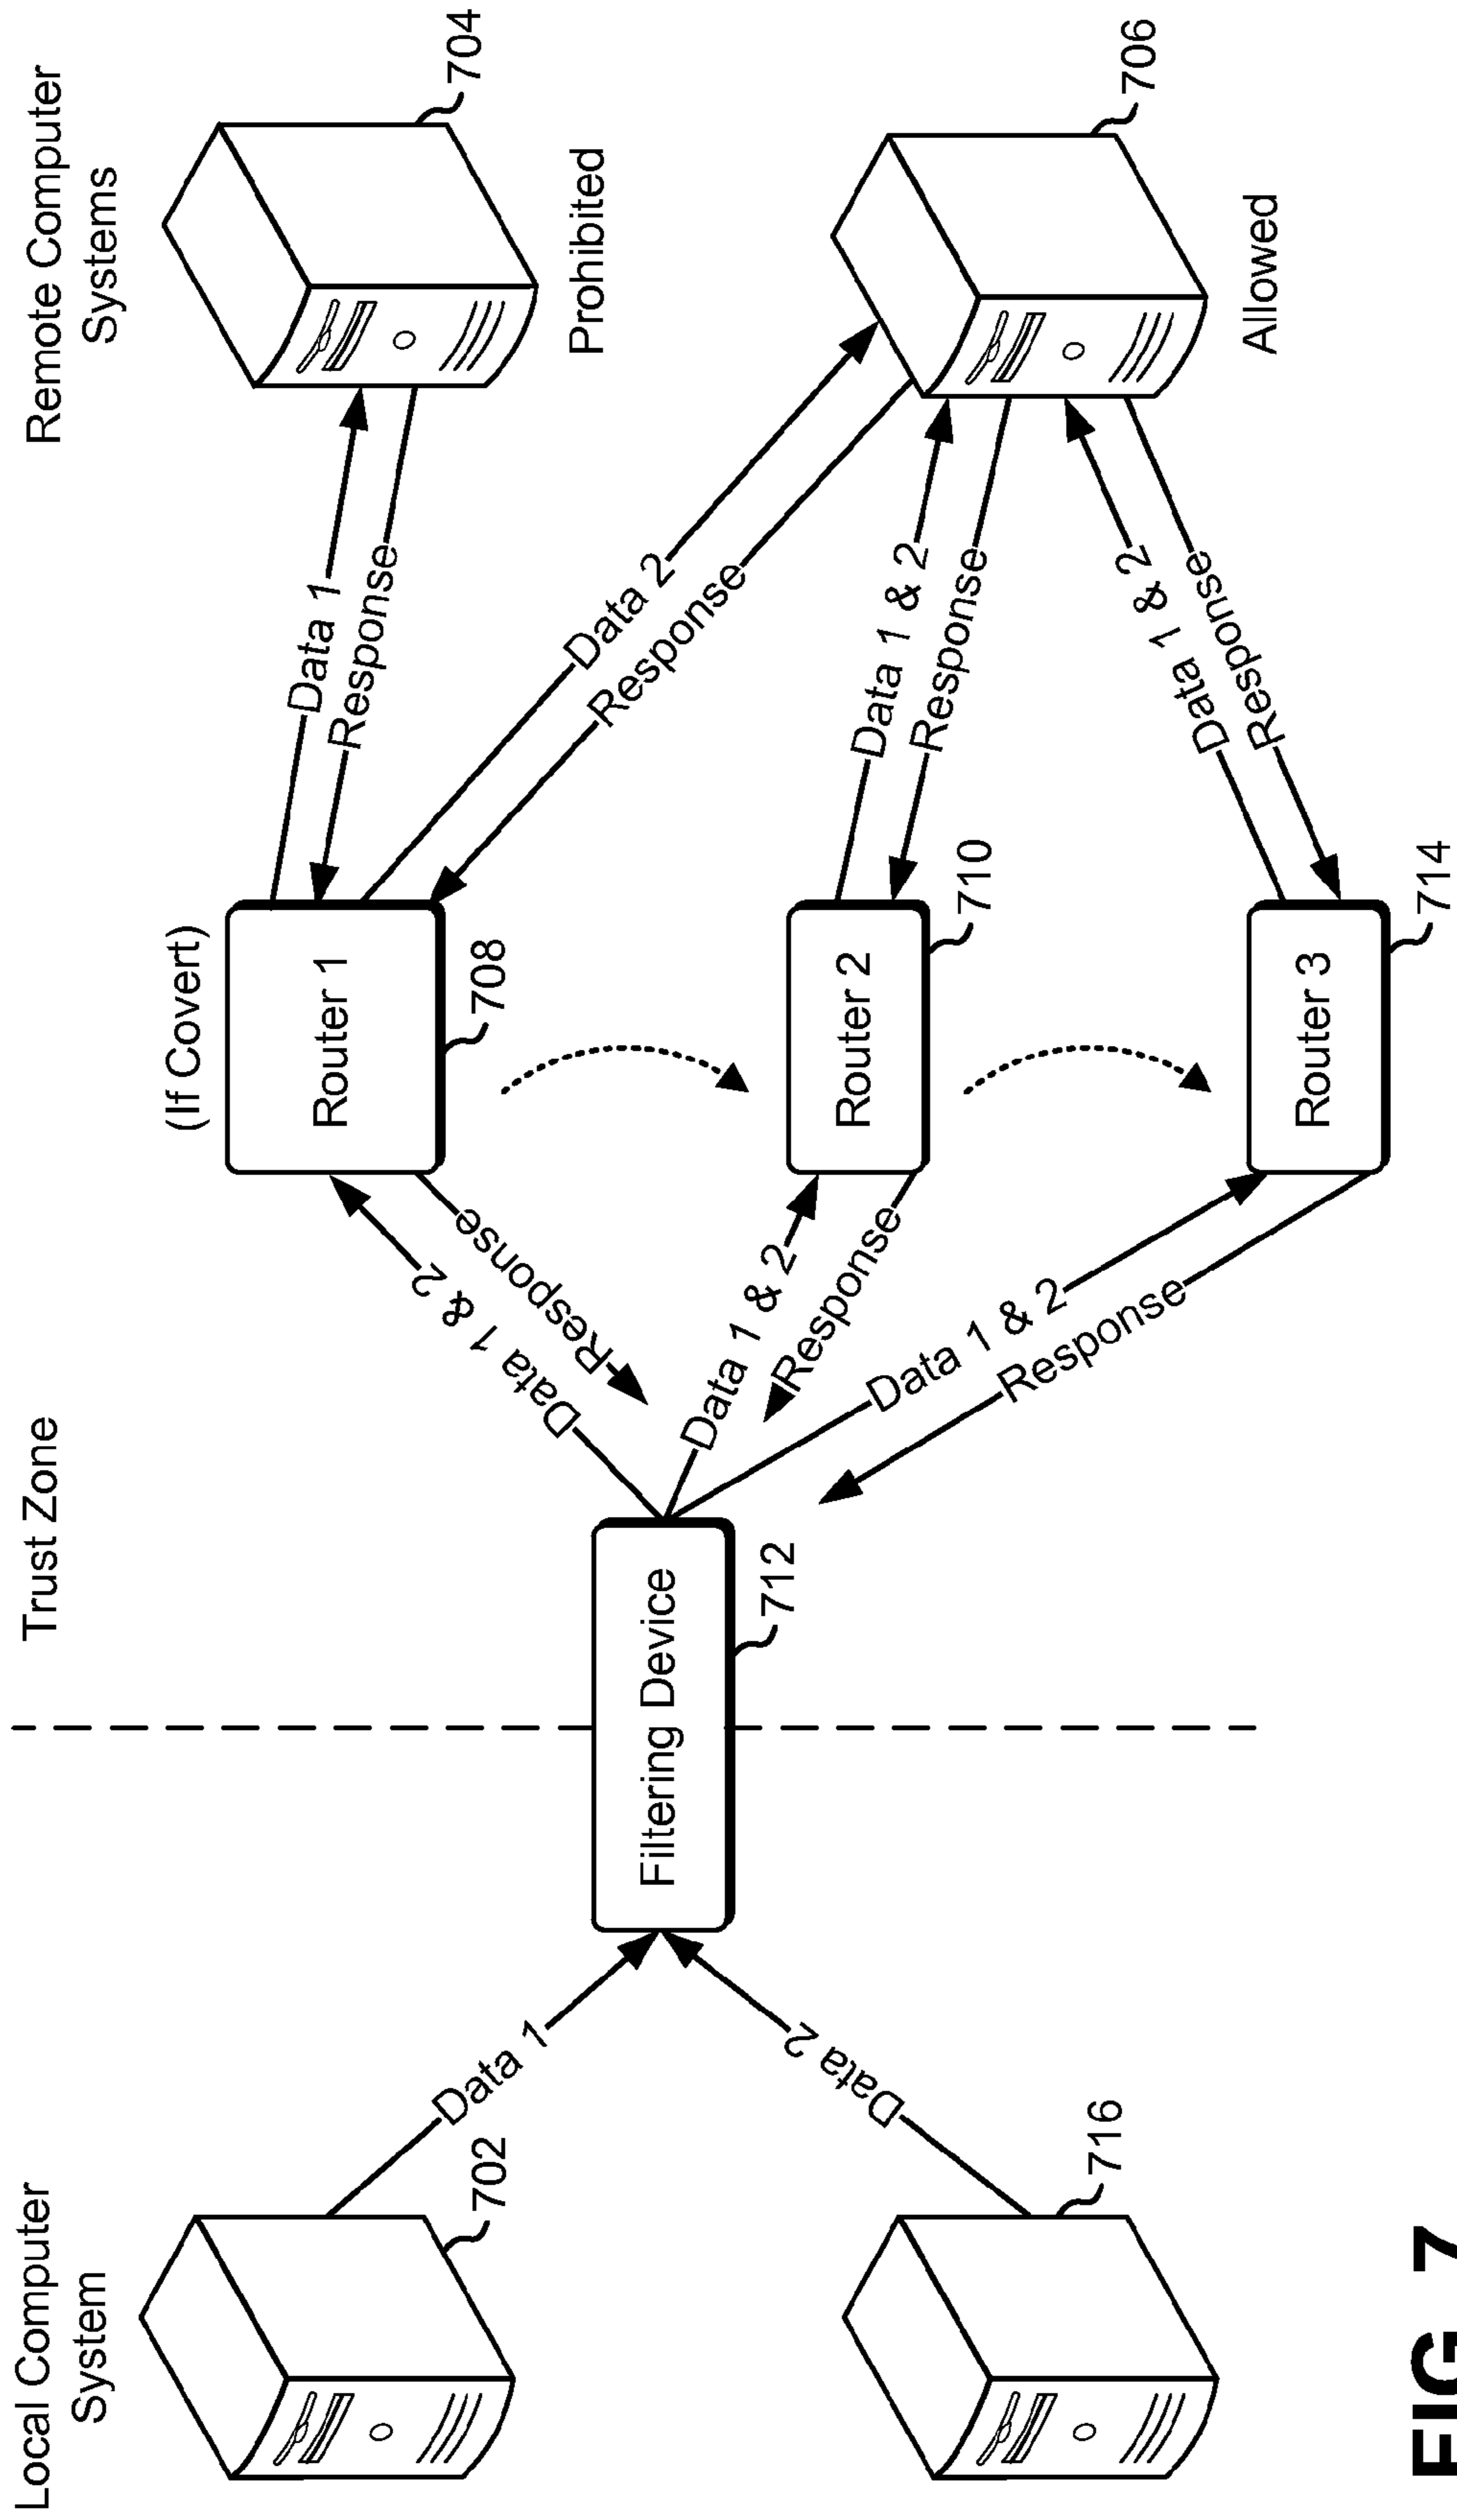 Local Computer
System
Trust Zone
Remote Computer
Systems
(If Covert)
702
Data 1
716
Data 2
Filtering Device
712
Data 1 & 2
Response
Data 1 & 2
Response
Data 1 & 2
Response
Router 1
708
Router 2
710
Router 3
714
Data 1
Response
Data 2
Response
Data 1 & 2
Response
Data 1 & 2
Response
704
Prohibited
706
Allowed
FIG 7